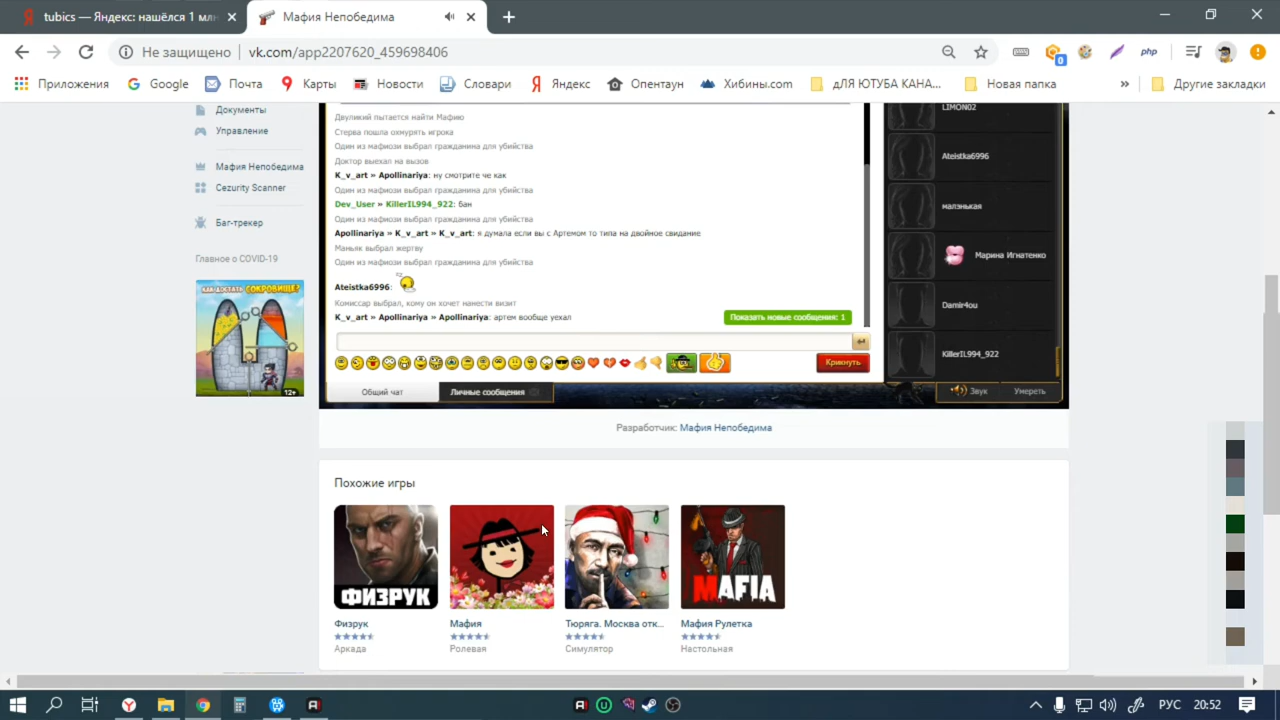 tubics — Яндекс: нашёлся 1 млн
Мафия Непобедима
Не защищено
vk.com/app2207620_459698406
php
0
Приложения
Google
Почта
Карты
Новости
Словари
Яндекс
Опентаун
Хибины.com
дЛЯ ЮТУБА КАНА...
Новая папка
»
Другие закладки
Документы
Управление
Мафия Непобедима
Cezurity Scanner
Баг-трекер
Главное о COVID-19
КАК ДОСТАТЬ СОКРОВИЩЕ?
12+
Двуликий пытается найти Мафию
Стерва пошла охмурять игрока
Один из мафиози выбрал гражданина для убийства
Доктор выехал на вызов
K_v_art » Apollinariya: ну смотрите че как
Один из мафиози выбрал гражданина для убийства
Dev_User » KillerIL994_922: бан
Один из мафиози выбрал гражданина для убийства
Apollinariya » K_v_art » K_v_art: я думала если вы с Артемом то типа на двойное свидание
Маньяк выбрал жертву
Один из мафиози выбрал гражданина для убийства
Ateistka6996:
Комиссар выбрал, кому он хочет нанести визит
K_v_art » Apollinariya » Apollinariya: артем вообще уехал
Показать новые сообщения: 1
Крикнуть
Общий чат
Личные сообщения
LIMON02
Ateistka6996
малэнькая
Марина Игнатенко
Damir4ou
KillerIL994_922
Звук
Умереть
Разработчик: Мафия Непобедима
Похожие игры
ФИЗРУК
MAFIA
Физрук
Мафия
Тюряга. Москва отк...
Мафия Рулетка
Аркада
Ролевая
Симулятор
Настольная
РУС
20:52